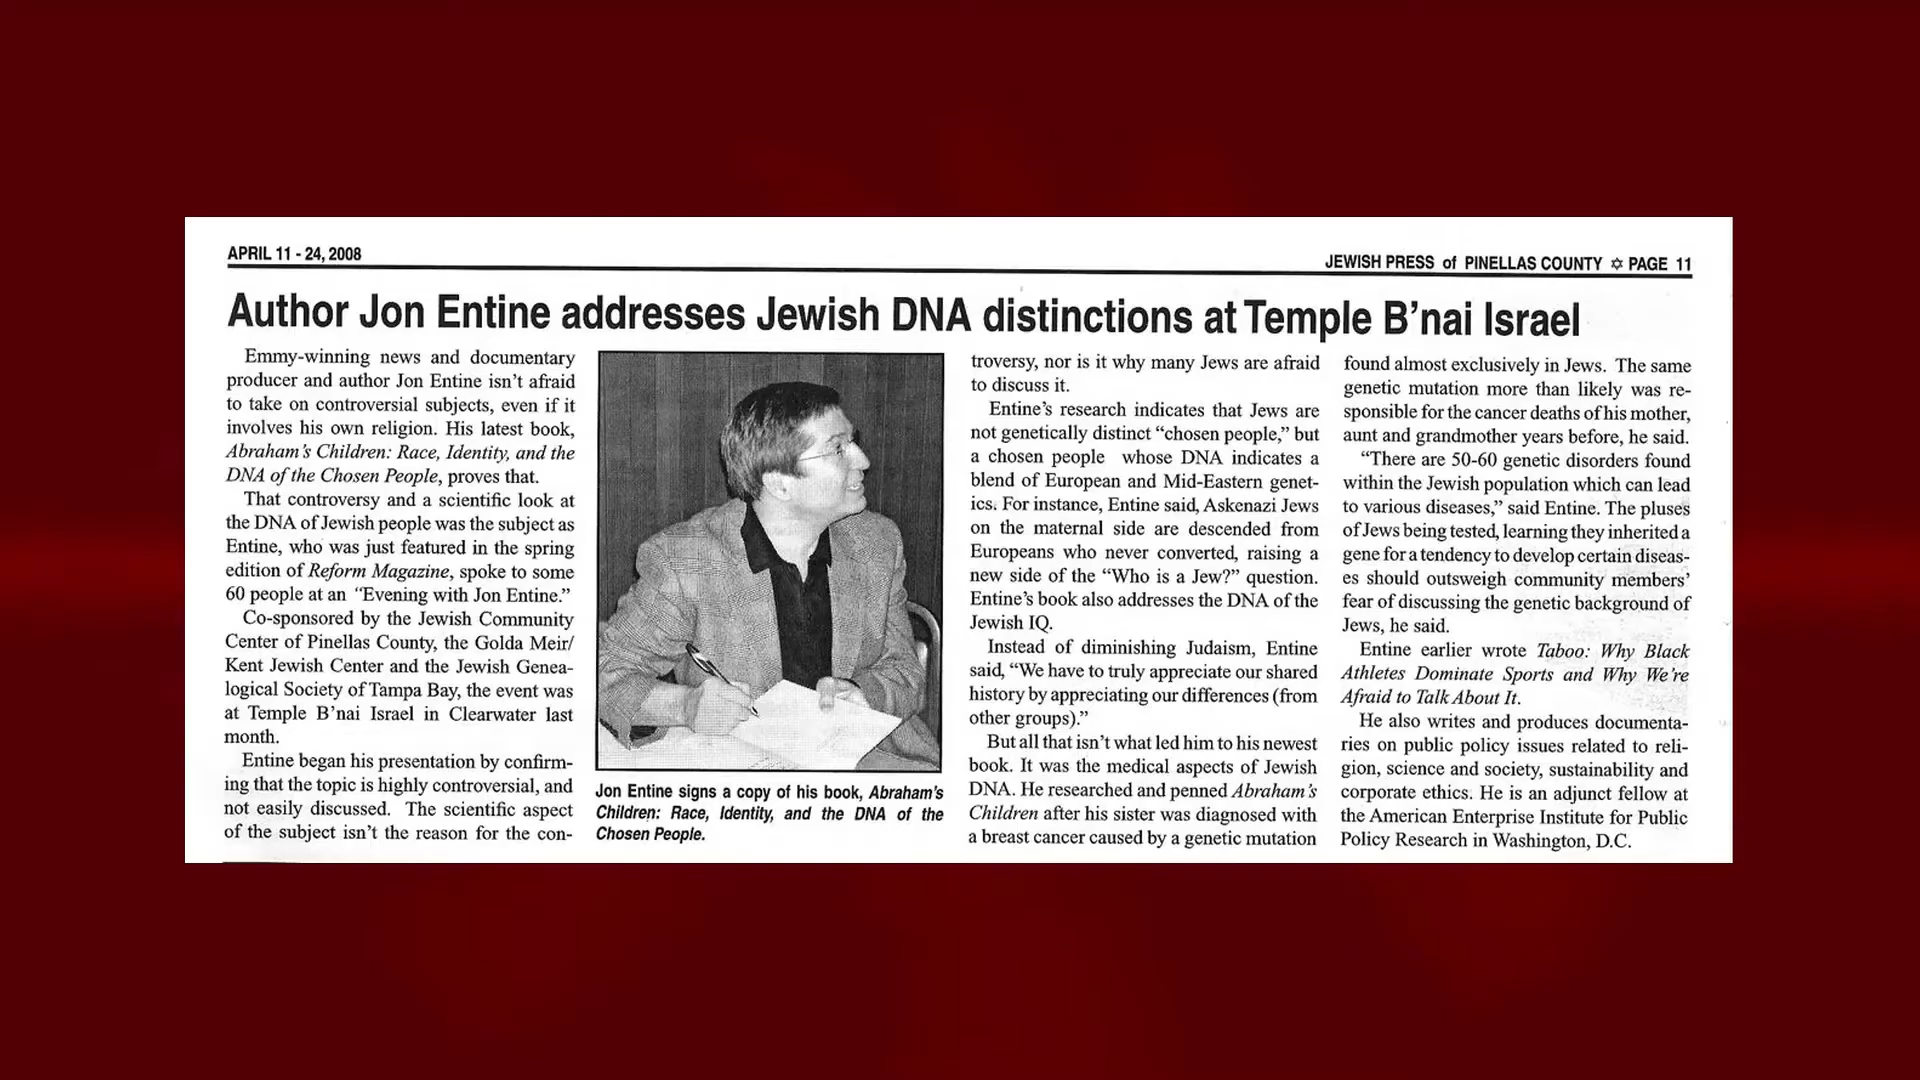 APRIL 11 - 24, 2008
JEWISH PRESS of PINELLAS COUNTY ✡ PAGE 11
Author Jon Entine addresses Jewish DNA distinctions at Temple B'nai Israel
Emmy-winning news and documentary
producer and author Jon Entine isn't afraid
to take on controversial subjects, even if it
involves his own religion. His latest book,
Abraham's Children: Race, Identity, and the
DNA of the Chosen People, proves that.
That controversy and a scientific look at
the DNA of Jewish people was the subject as
Entine, who was just featured in the spring
edition of Reform Magazine, spoke to some
60 people at an "Evening with Jon Entine."
Co-sponsored by the Jewish Community
Center of Pinellas County, the Golda Meir/
Kent Jewish Center and the Jewish Genea-
logical Society of Tampa Bay, the event was
at Temple B'nai Israel in Clearwater last
month.
Entine began his presentation by confirm-
ing that the topic is highly controversial, and
not easily discussed. The scientific aspect
of the subject isn't the reason for the con-
Jon Entine signs a copy of his book, Abraham's
Children: Race, Identity, and the DNA of the
Chosen People.
troversy, nor is it why many Jews are afraid
to discuss it.
Entine's research indicates that Jews are
not genetically distinct "chosen people," but
a chosen people whose DNA indicates a
blend of European and Mid-Eastern genet-
ics. For instance, Entine said, Askenazi Jews
on the maternal side are descended from
Europeans who never converted, raising a
new side of the "Who is a Jew?" question.
Entine's book also addresses the DNA of the
Jewish IQ.
Instead of diminishing Judaism, Entine
said, "We have to truly appreciate our shared
history by appreciating our differences (from
other groups)."
But all that isn't what led him to his newest
book. It was the medical aspects of Jewish
DNA. He researched and penned Abraham's
Children after his sister was diagnosed with
a breast cancer caused by a genetic mutation
found almost exclusively in Jews. The same
genetic mutation more than likely was re-
sponsible for the cancer deaths of his mother,
aunt and grandmother years before, he said.
"There are 50-60 genetic disorders found
within the Jewish population which can lead
to various diseases," said Entine. The pluses
of Jews being tested, learning they inherited a
gene for a tendency to develop certain diseas-
es should outsweigh community members'
fear of discussing the genetic background of
Jews, he said.
Entine earlier wrote Taboo: Why Black
Athletes Dominate Sports and Why We're
Afraid to Talk About It.
He also writes and produces documenta-
ries on public policy issues related to reli-
gion, science and society, sustainability and
corporate ethics. He is an adjunct fellow at
the American Enterprise Institute for Public
Policy Research in Washington, D.C.